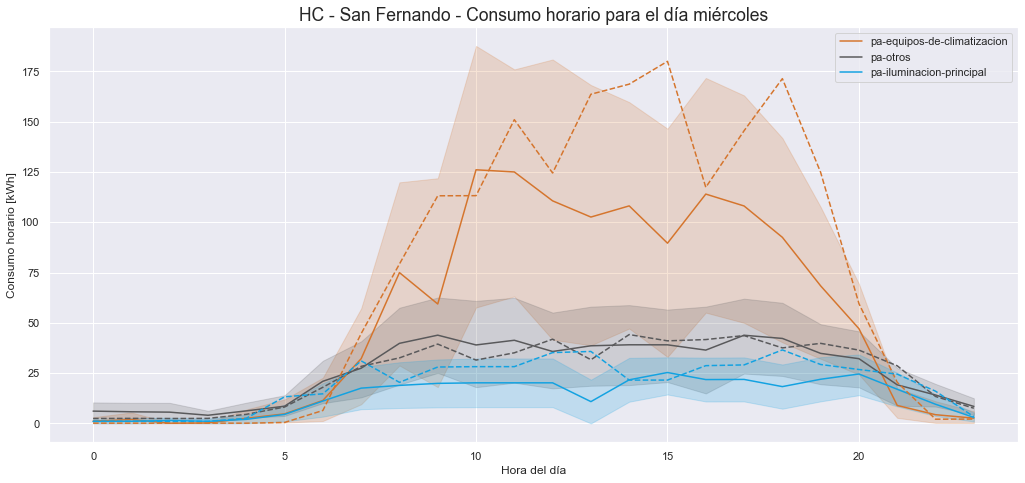 HC - San Fernando - Consumo horario para el día miércoles
pa-equipos-de-climatizacion
pa-otros
pa-iluminacion-principal
Consumo horario [kWh]
175
150
125
100
75
50
25
0
0 5 10 15 20
Hora del día